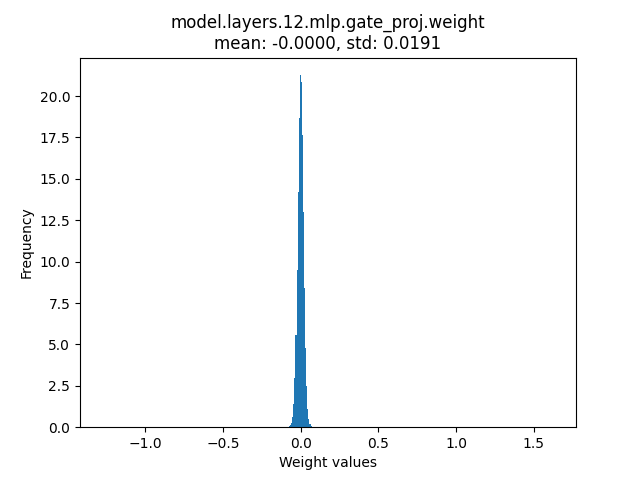 model.layers.12.mlp.gate_proj.weight
mean: -0.0000, std: 0.0191
20.0
17.5
15.0
12.5
10.0
7.5
5.0
2.5
0.0
Frequency
−1.0 −0.5 0.0 0.5 1.0 1.5
Weight values